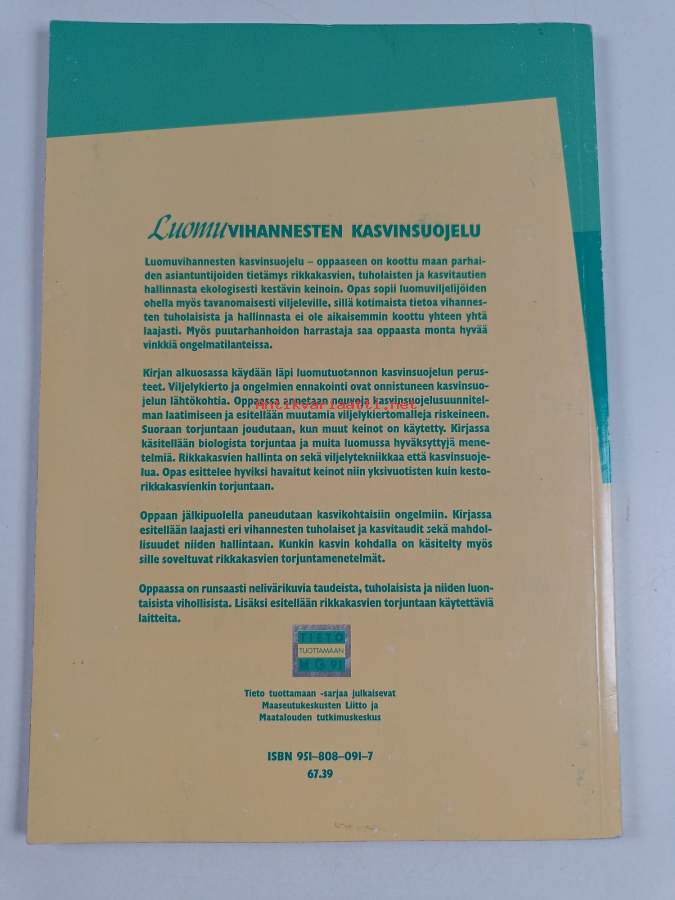 Luomu VIHANNESTEN KASVINSUOJELU
Luomuvihannesten kasvinsuojelu – oppaaseen on koottu maan parhai-
den asiantuntijoiden tietämys rikkakasvien, tuholaisten ja kasvitautien
hallinnasta ekologisesti kestävin keinoin. Opas sopii luomuviljelijöiden
ohella myös tavanomaisesti viljeleville, sillä kotimaista tietoa vihannes-
ten tuholaisista ja hallinnasta ei ole aikaisemmin koottu yhteen yhtä
laajasti. Myös puutarhanhoidon harrastaja saa oppaasta monta hyvää
vinkkiä ongelmatilanteissa.
Kirjan alkuosassa käydään läpi luomutuotannon kasvinsuojelun perus-
teet. Viljelykierto ja ongelmien ennakointi ovat onnistuneen kasvinsuo-
jelun lähtökohtia. Oppaassa annetaan neuvoja kasvinsuojelusuunnitel-
man laatimiseen ja esitellään muutamia viljelykiertomalleja riskeineen.
Suoraan torjuntaan joudutaan, kun muut keinot on käytetty. Kirjassa
käsitellään biologista torjuntaa ja muita luomussa hyväksyttyjä mene-
telmiä. Rikkakasvien hallinta on sekä viljelytekniikkaa että kasvinsuoje-
lua. Opas esittelee hyviksi havaitut keinot niin yksivuotisten kuin kesto-
rikkakasvienkin torjuntaan.
Oppaan jälkipuolella paneudutaan kasvikohtaisiin ongelmiin. Kirjassa
esitellään laajasti eri vihannesten tuholaiset ja kasvitaudit sekä mahdol-
lisuudet niiden hallintaan. Kunkin kasvin kohdalla on käsitelty myös
sille soveltuvat rikkakasvien torjuntamenetelmät.
Oppaassa on runsaasti nelivärikuvia taudeista, tuholaisista ja niiden luon-
taisista vihollisista. Lisäksi esitellään rikkakasvien torjuntaan käytettäviä
laitteita.
TIETO
TUOTTAMAAN
Tieto tuottamaan -sarjaa julkaisevat
Maaseutukeskusten Liitto ja
Maatalouden tutkimuskeskus
ISBN 951–808–091–7
67.39
Antikvariaatti.net